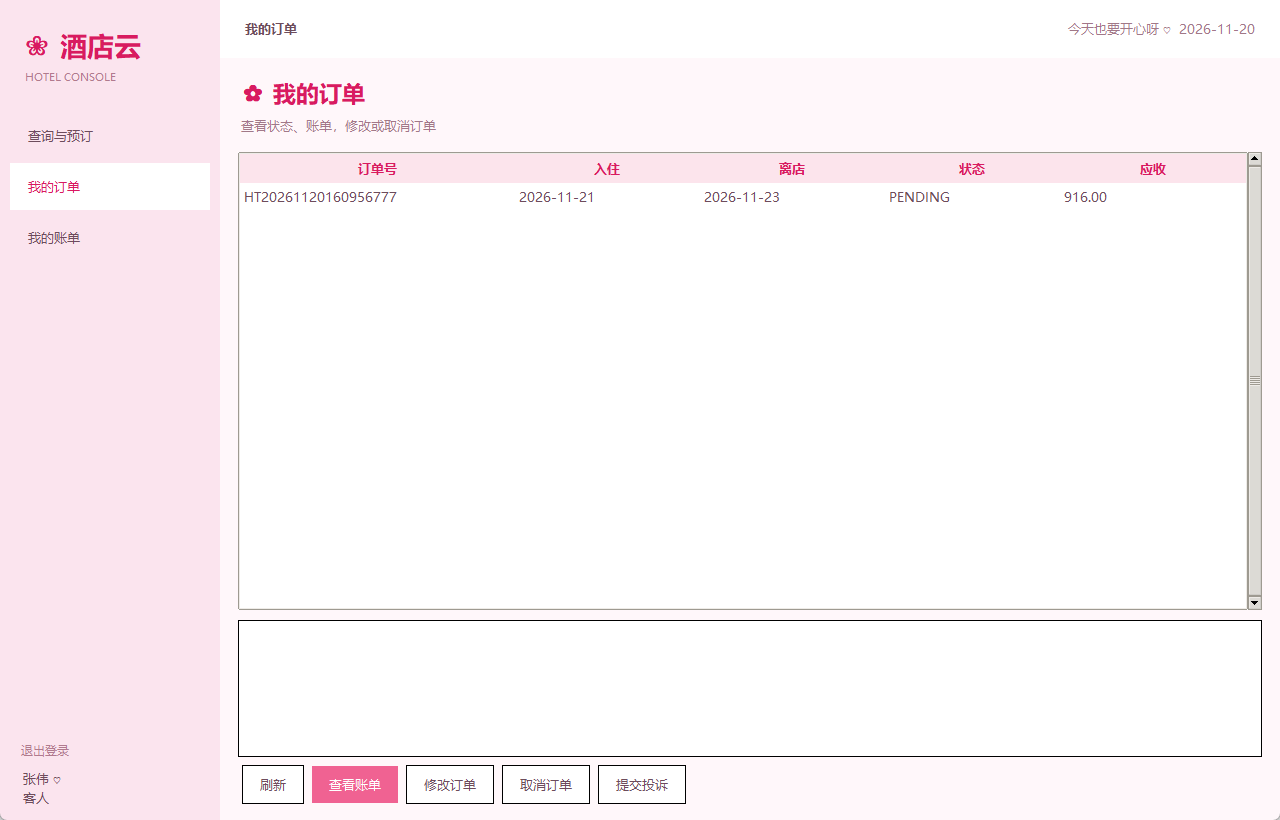 ❀ 酒店云
HOTEL CONSOLE
查询与预订
我的订单
我的账单
退出登录
张伟 ♡
客人
我的订单
今天也要开心呀 ♡ 2026-11-20
✿ 我的订单
查看状态、账单，修改或取消订单
订单号 入住 离店 状态 应收
HT20261120160956777 2026-11-21 2026-11-23 PENDING 916.00
刷新 查看账单 修改订单 取消订单 提交投诉